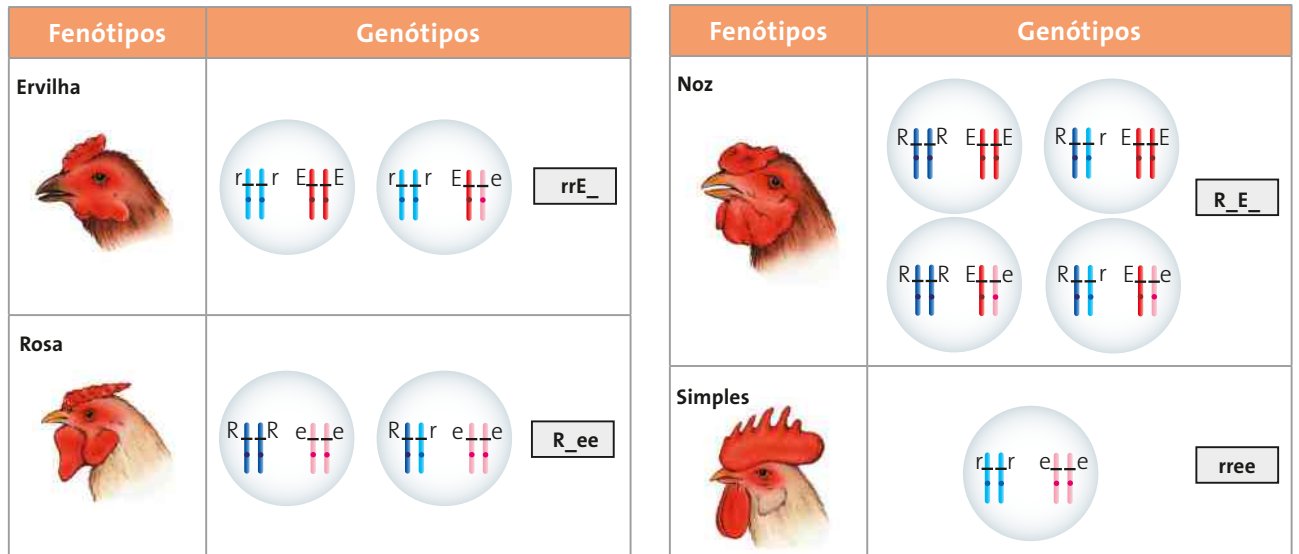 Fenótipos Genótipos
Ervilha
r r E E
r r E e
rrE_
Rosa
R R e e
R r e e
R_ee
Fenótipos Genótipos
Noz
R R E E
R r E E
R_E_
R R E e
R r E e
Simples
r r e e
rree